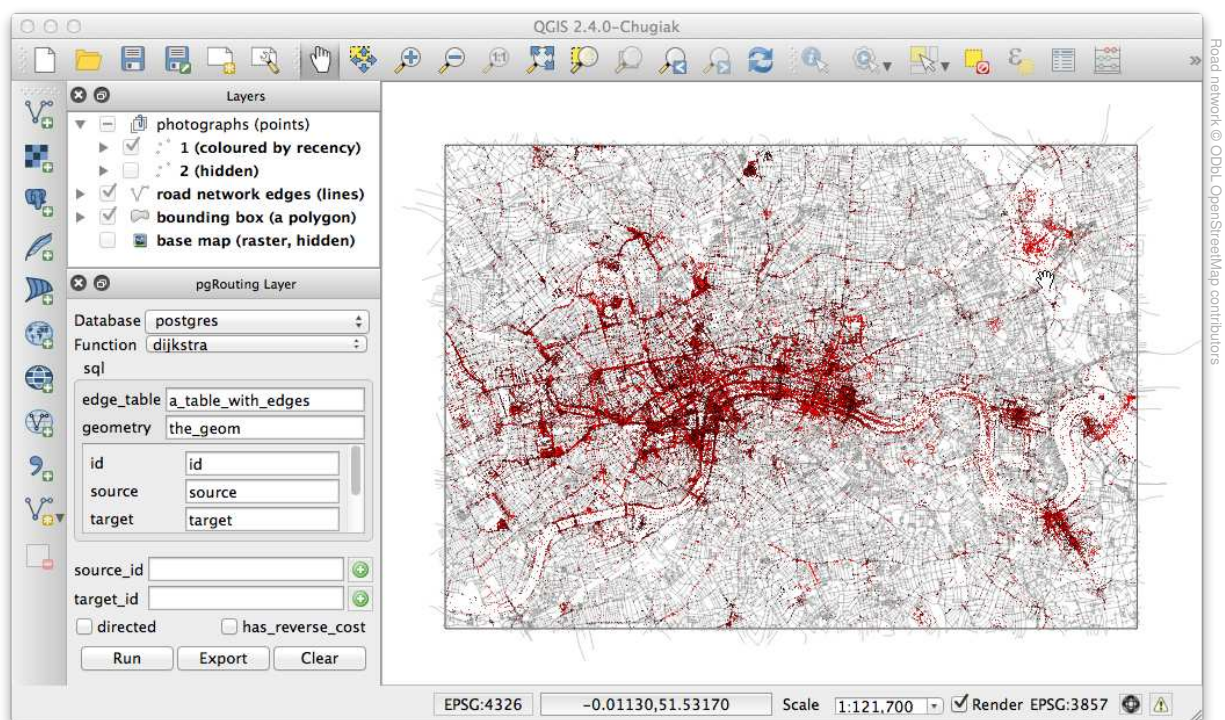 QGIS 2.4.0-Chugiak
Layers
photographs (points)
1 (coloured by recency)
2 (hidden)
road network edges (lines)
bounding box (a polygon)
base map (raster, hidden)
pgRouting Layer
Database postgres
Function dijkstra
sql
edge_table a_table_with_edges
geometry the_geom
id id
source source
target target
source_id
target_id
directed has_reverse_cost
Run Export Clear
EPSG:4326 -0.01130,51.53170 Scale 1:121,700 Render EPSG:3857
Road network © ODbL OpenStreetMap contributors